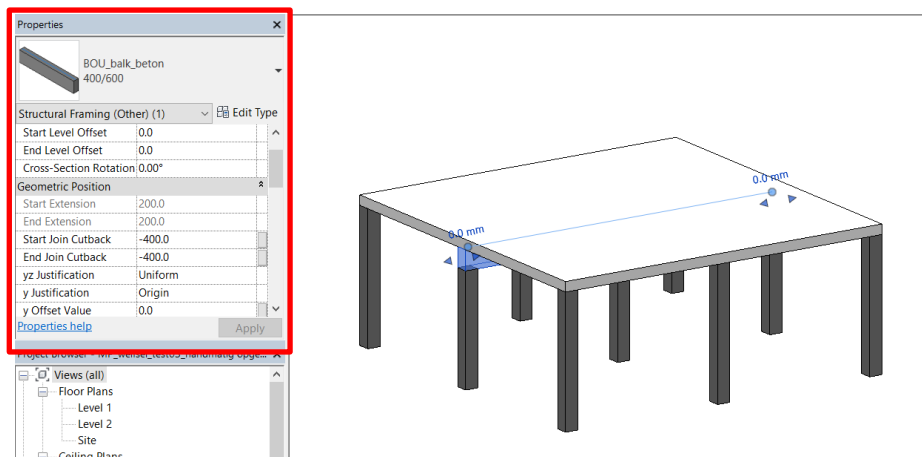 Properties
BOU_balk_beton
400/600
Structural Framing (Other) (1) Edit Type
Start Level Offset 0.0
End Level Offset 0.0
Cross-Section Rotation 0.00°
Geometric Position
Start Extension 200.0
End Extension 200.0
Start Join Cutback -400.0
End Join Cutback -400.0
yz Justification Uniform
y Justification Origin
y Offset Value 0.0
Properties help Apply
Project Browser -
Views (all)
Floor Plans
Level 1
Level 2
Site
Ceiling Plans
0.0 mm
0.0 mm